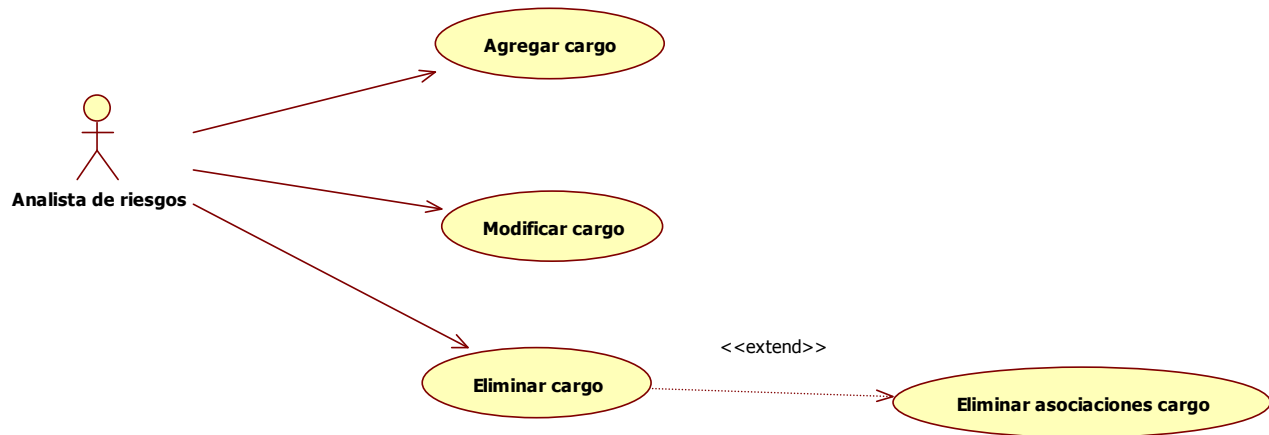 Agregar cargo
Analista de riesgos
Modificar cargo
<<extend>>
Eliminar cargo
Eliminar asociaciones cargo